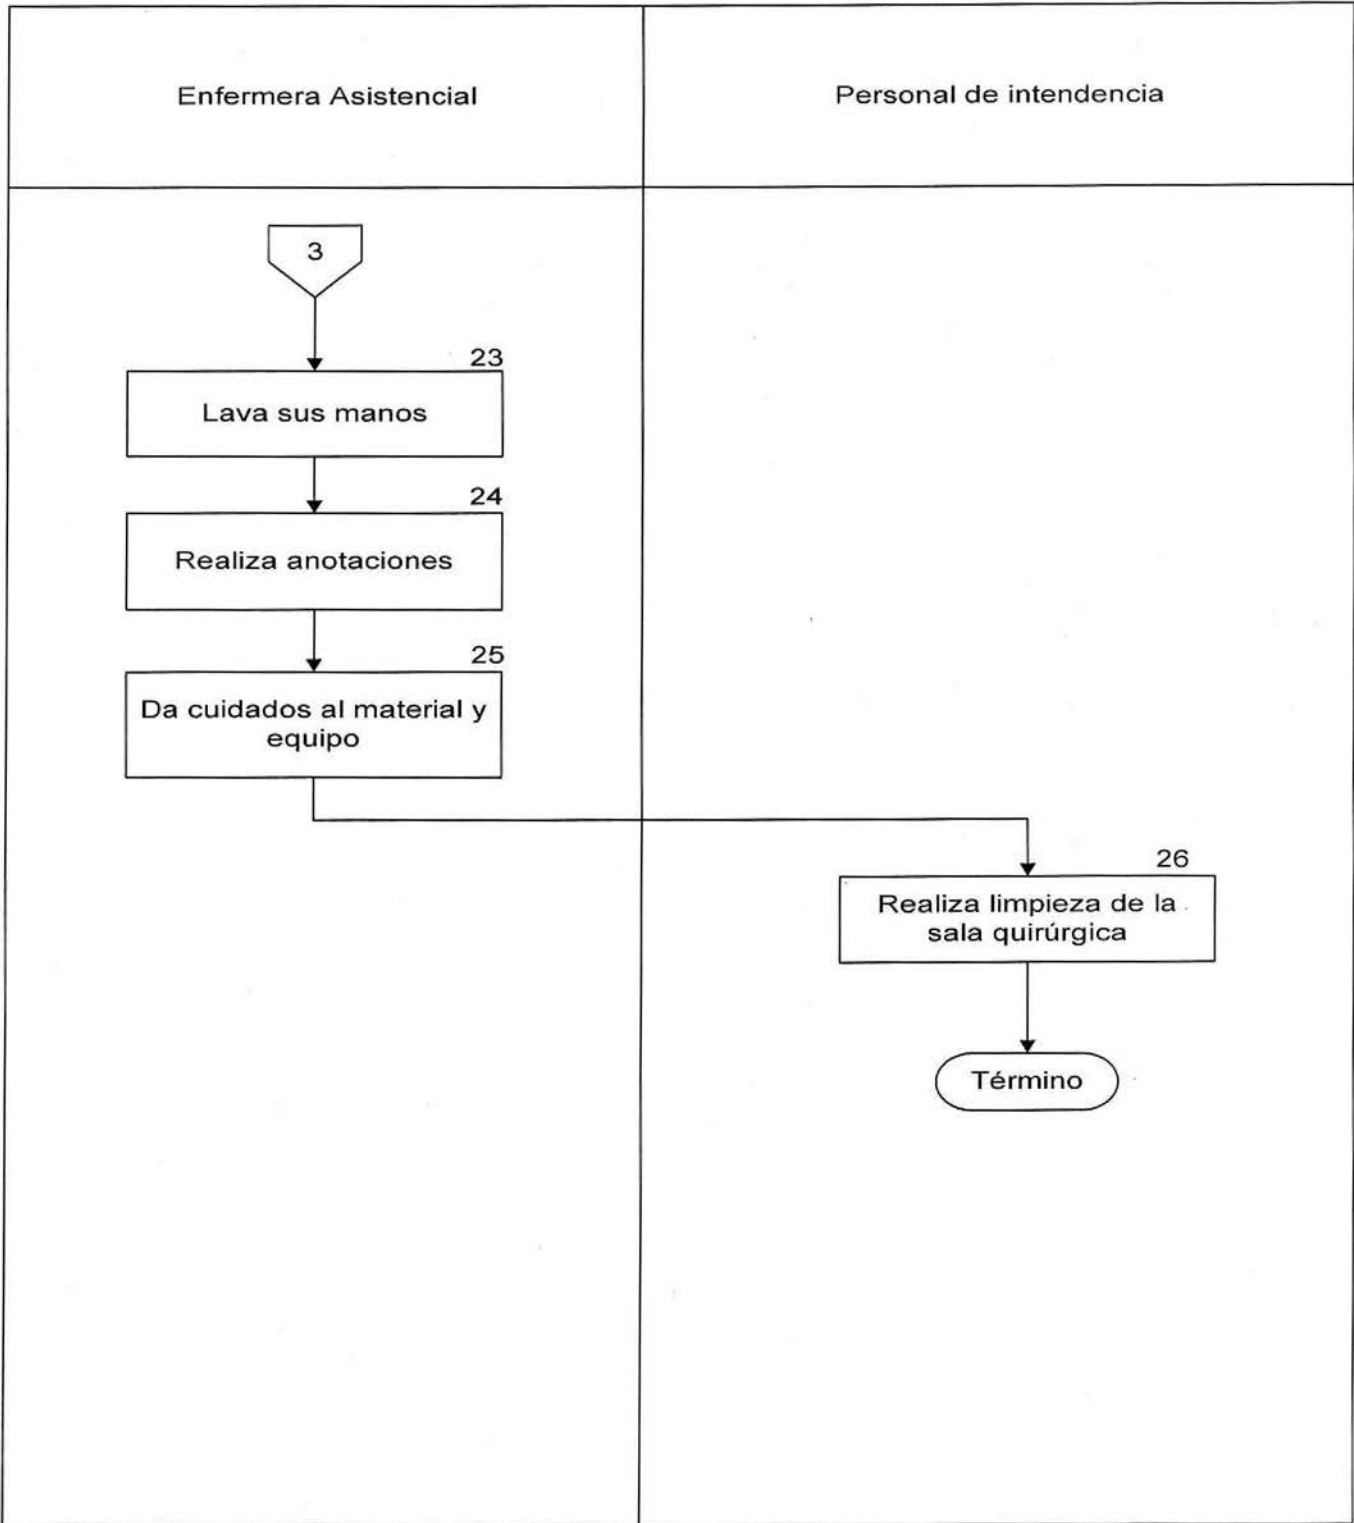 Enfermera Asistencial
Personal de intendencia
3
23
Lava sus manos
24
Realiza anotaciones
25
Da cuidados al material y
equipo
26
Realiza limpieza de la
sala quirúrgica
Término